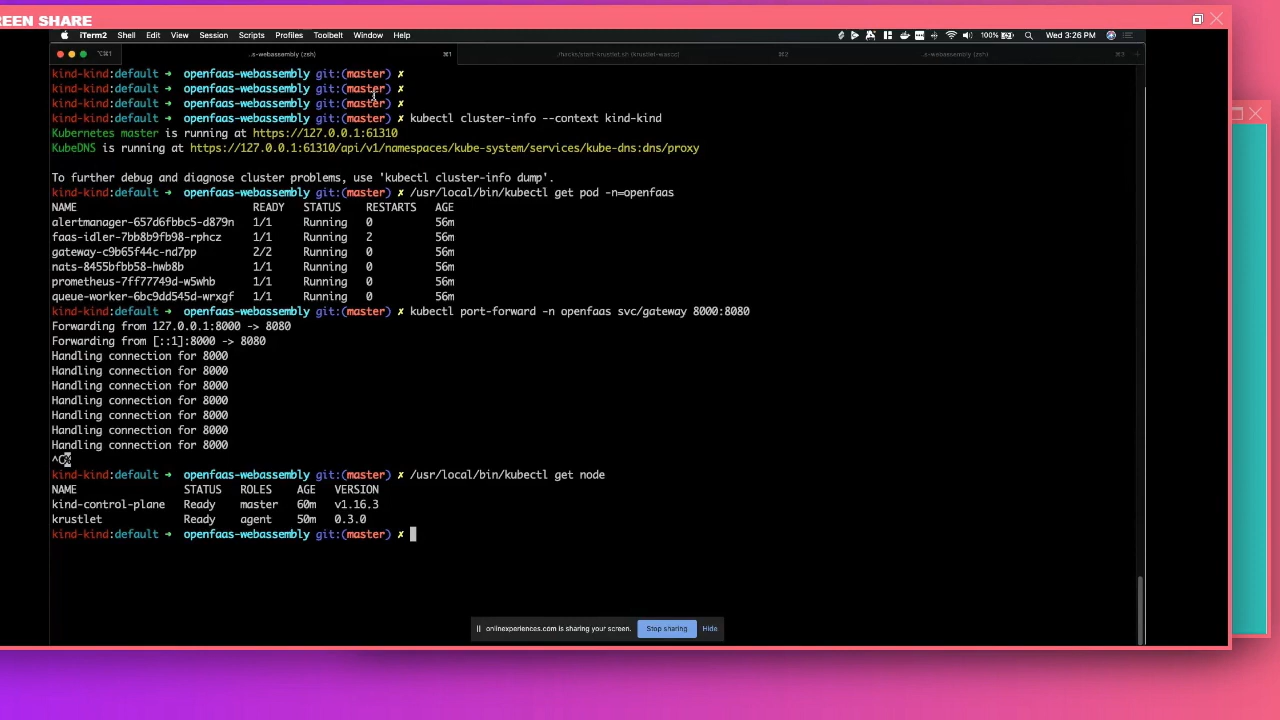 REEN SHARE
iTerm2 Shell Edit View Session Scripts Profiles Toolbelt Window Help 100% Wed 3:26 PM
..s-webassembly (zsh) ⌘1 ./hacks/start-krustlet.sh (krustlet-wascc) ⌘2 ..s-webassembly (zsh) ⌘3
kind-kind:default ➜ openfaas-webassembly git:(master) ✗
kind-kind:default ➜ openfaas-webassembly git:(master) ✗
kind-kind:default ➜ openfaas-webassembly git:(master) ✗
kind-kind:default ➜ openfaas-webassembly git:(master) ✗ kubectl cluster-info --context kind-kind
Kubernetes master is running at https://127.0.0.1:61310
KubeDNS is running at https://127.0.0.1:61310/api/v1/namespaces/kube-system/services/kube-dns:dns/proxy
To further debug and diagnose cluster problems, use 'kubectl cluster-info dump'.
kind-kind:default ➜ openfaas-webassembly git:(master) ✗ /usr/local/bin/kubectl get pod -n=openfaas
NAME READY STATUS RESTARTS AGE
alertmanager-657d6fbbc5-d879n 1/1 Running 0 56m
faas-idler-7bb8b9fb98-rphcz 1/1 Running 2 56m
gateway-c9b65f44c-nd7pp 2/2 Running 0 56m
nats-8455bfbb58-hwb8b 1/1 Running 0 56m
prometheus-7ff77749d-w5whb 1/1 Running 0 56m
queue-worker-6bc9dd545d-wrxgf 1/1 Running 0 56m
kind-kind:default ➜ openfaas-webassembly git:(master) ✗ kubectl port-forward -n openfaas svc/gateway 8000:8080
Forwarding from 127.0.0.1:8000 -> 8080
Forwarding from [::1]:8000 -> 8080
Handling connection for 8000
Handling connection for 8000
Handling connection for 8000
Handling connection for 8000
Handling connection for 8000
Handling connection for 8000
Handling connection for 8000
^C%
kind-kind:default ➜ openfaas-webassembly git:(master) ✗ /usr/local/bin/kubectl get node
NAME STATUS ROLES AGE VERSION
kind-control-plane Ready master 60m v1.16.3
krustlet Ready agent 50m 0.3.0
kind-kind:default ➜ openfaas-webassembly git:(master) ✗
onlinexperiences.com is sharing your screen. Stop sharing Hide